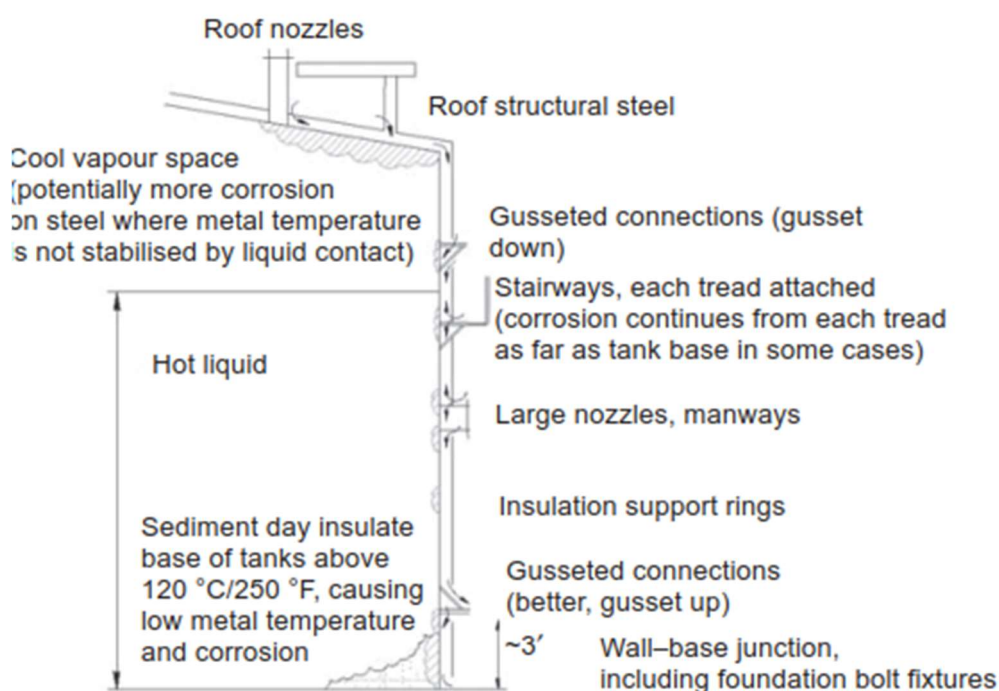 Roof nozzles
Roof structural steel
Cool vapour space
(potentially more corrosion
on steel where metal temperature
is not stabilised by liquid contact)
Gusseted connections (gusset
down)
Stairways, each tread attached
(corrosion continues from each tread
as far as tank base in some cases)
Hot liquid
Large nozzles, manways
Insulation support rings
Sediment day insulate
base of tanks above
120 °C/250 °F, causing
low metal temperature
and corrosion
Gusseted connections
(better, gusset up)
~3′
Wall–base junction,
including foundation bolt fixtures